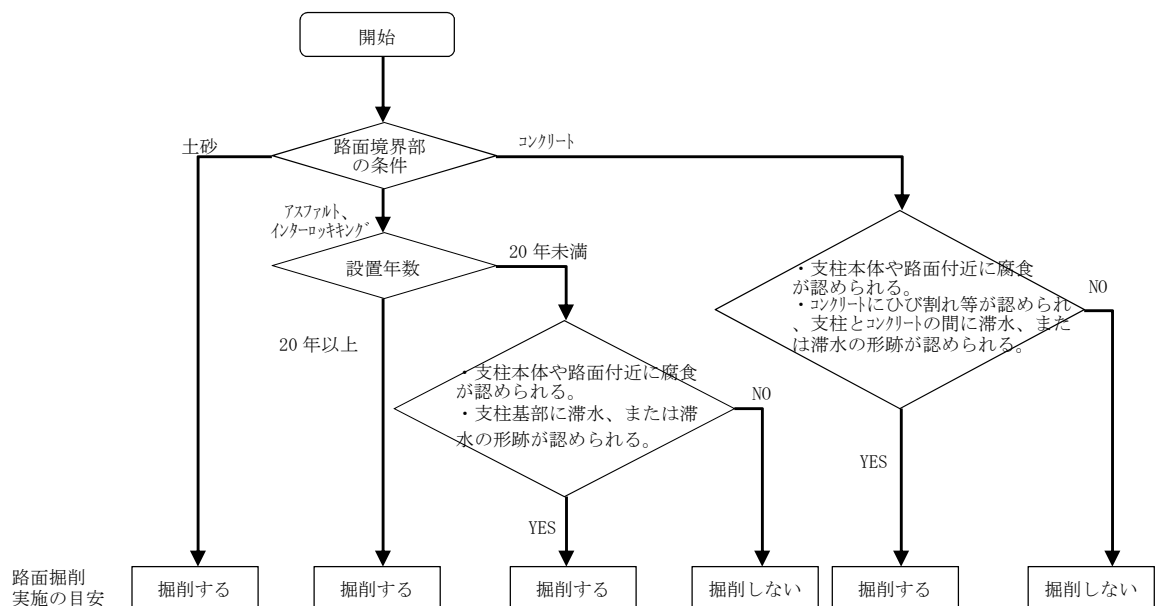 開始
土砂
路面境界部
の条件
コンクリート
アスファルト、
インターロッキキング
設置年数
20 年未満
20 年以上
・支柱本体や路面付近に腐食
が認められる。
・支柱基部に滞水、または滞
水の形跡が認められる。
NO
YES
・支柱本体や路面付近に腐食
が認められる。
・コンクリートにひび割れ等が認められ
、支柱とコンクリートの間に滞水、また
は滞水の形跡が認められる。
NO
YES
路面掘削
実施の目安
掘削する
掘削する
掘削する
掘削しない
掘削する
掘削しない